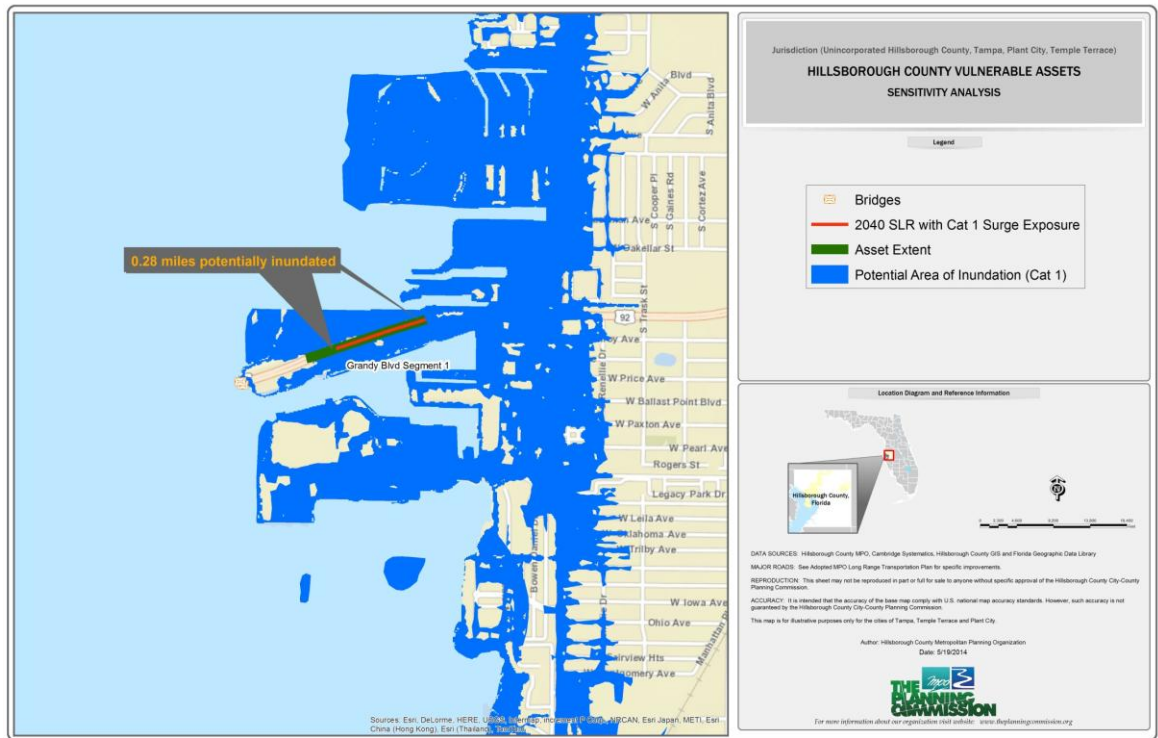 W Anita Blvd
S Anita Blvd
S Cooper Pl
S Gaines Rd
S Cortez Ave
Oakellar St
S Trask St
0.28 miles potentially inundated
92
Grandy Blvd Segment 1
Renellie Dr
W Price Ave
W Ballast Point Blvd
W Paxton Ave
W Pearl Ave
Rogers St
Legacy Park Dr
W Leila Ave
Oklahoma Ave
W Trilby Ave
W Iowa Ave
Ohio Ave
Fairview Hts
Sources: Esri, DeLorme, HERE, USGS, Intermap, increment P Corp., NRCAN, Esri Japan, METI, Esri
China (Hong Kong), Esri (Thailand), TomTom
Jurisdiction (Unincorporated Hillsborough County, Tampa, Plant City, Temple Terrace)
HILLSBOROUGH COUNTY VULNERABLE ASSETS
SENSITIVITY ANALYSIS
Legend
Bridges
2040 SLR with Cat 1 Surge Exposure
Asset Extent
Potential Area of Inundation (Cat 1)
Location Diagram and Reference Information
Hillsborough County,
Florida
DATA SOURCES: Hillsborough County MPO, Cambridge Systematics, Hillsborough County GIS and Florida Geographic Data Library
MAJOR ROADS: See Adopted MPO Long Range Transportation Plan for specific improvements.
REPRODUCTION: This sheet may not be reproduced in part or full for sale to anyone without specific approval of the Hillsborough County City-County
Planning Commission.
ACCURACY: It is intended that the accuracy of the base map comply with U.S. national map accuracy standards. However, such accuracy is not
guaranteed by the Hillsborough County City-County Planning Commission.
This map is for illustrative purposes only for the cities of Tampa, Temple Terrace and Plant City.
Author: Hillsborough County Metropolitan Planning Organization
Date: 5/19/2014
mpo
THE
PLANNING
COMMISSION
For more information about our organization visit website: www.theplanningcommission.org